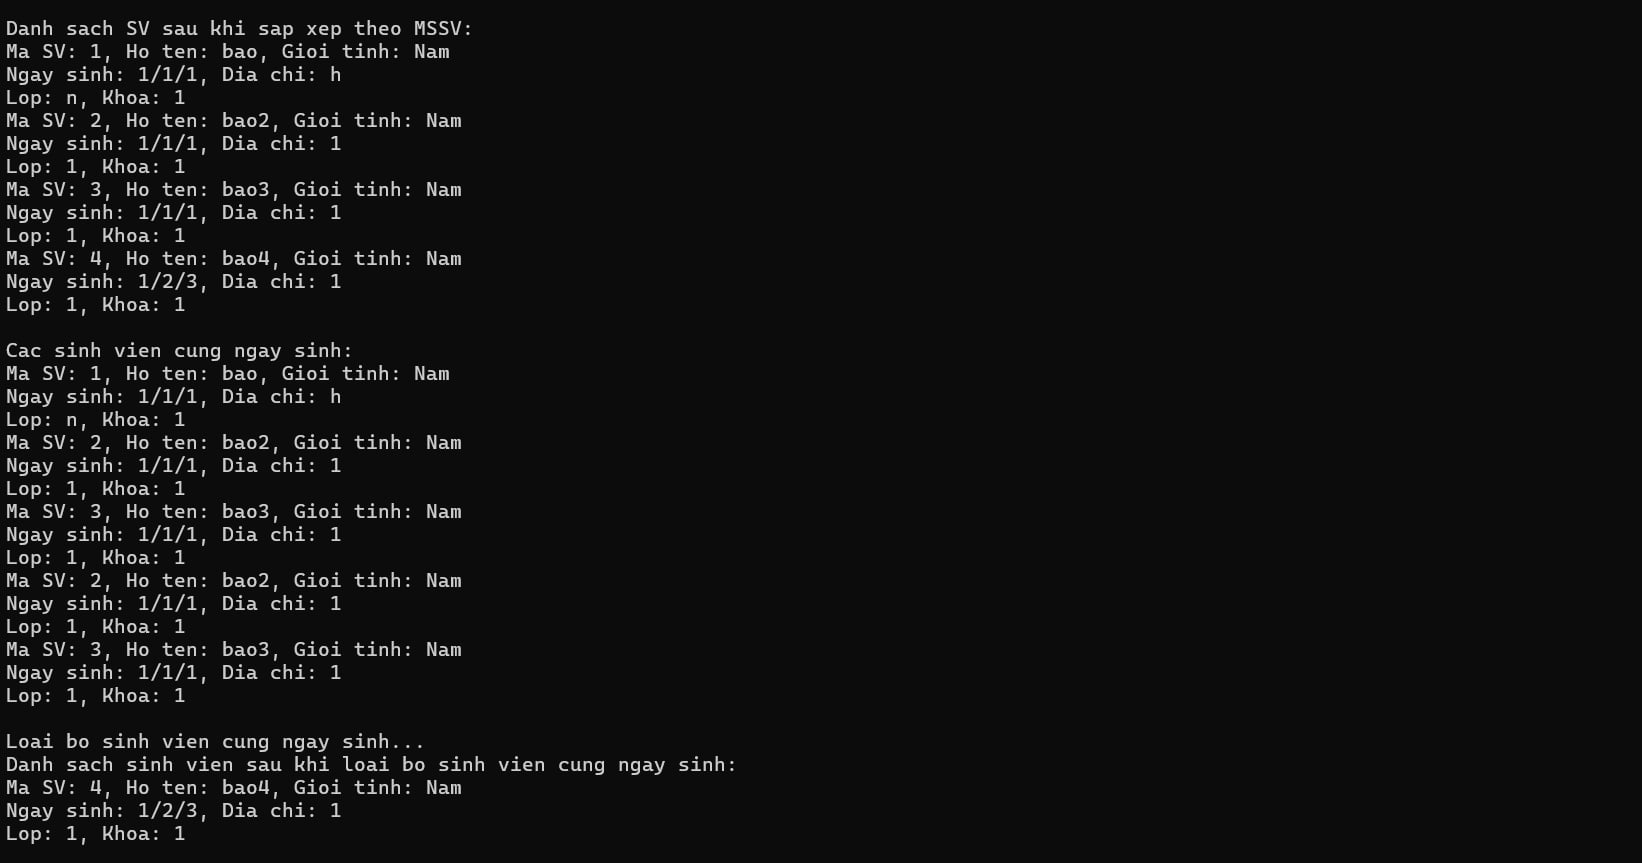 Danh sach SV sau khi sap xep theo MSSV:
Ma SV: 1, Ho ten: bao, Gioi tinh: Nam
Ngay sinh: 1/1/1, Dia chi: h
Lop: n, Khoa: 1
Ma SV: 2, Ho ten: bao2, Gioi tinh: Nam
Ngay sinh: 1/1/1, Dia chi: 1
Lop: 1, Khoa: 1
Ma SV: 3, Ho ten: bao3, Gioi tinh: Nam
Ngay sinh: 1/1/1, Dia chi: 1
Lop: 1, Khoa: 1
Ma SV: 4, Ho ten: bao4, Gioi tinh: Nam
Ngay sinh: 1/2/3, Dia chi: 1
Lop: 1, Khoa: 1

Cac sinh vien cung ngay sinh:
Ma SV: 1, Ho ten: bao, Gioi tinh: Nam
Ngay sinh: 1/1/1, Dia chi: h
Lop: n, Khoa: 1
Ma SV: 2, Ho ten: bao2, Gioi tinh: Nam
Ngay sinh: 1/1/1, Dia chi: 1
Lop: 1, Khoa: 1
Ma SV: 3, Ho ten: bao3, Gioi tinh: Nam
Ngay sinh: 1/1/1, Dia chi: 1
Lop: 1, Khoa: 1
Ma SV: 2, Ho ten: bao2, Gioi tinh: Nam
Ngay sinh: 1/1/1, Dia chi: 1
Lop: 1, Khoa: 1
Ma SV: 3, Ho ten: bao3, Gioi tinh: Nam
Ngay sinh: 1/1/1, Dia chi: 1
Lop: 1, Khoa: 1

Loai bo sinh vien cung ngay sinh...
Danh sach sinh vien sau khi loai bo sinh vien cung ngay sinh:
Ma SV: 4, Ho ten: bao4, Gioi tinh: Nam
Ngay sinh: 1/2/3, Dia chi: 1
Lop: 1, Khoa: 1